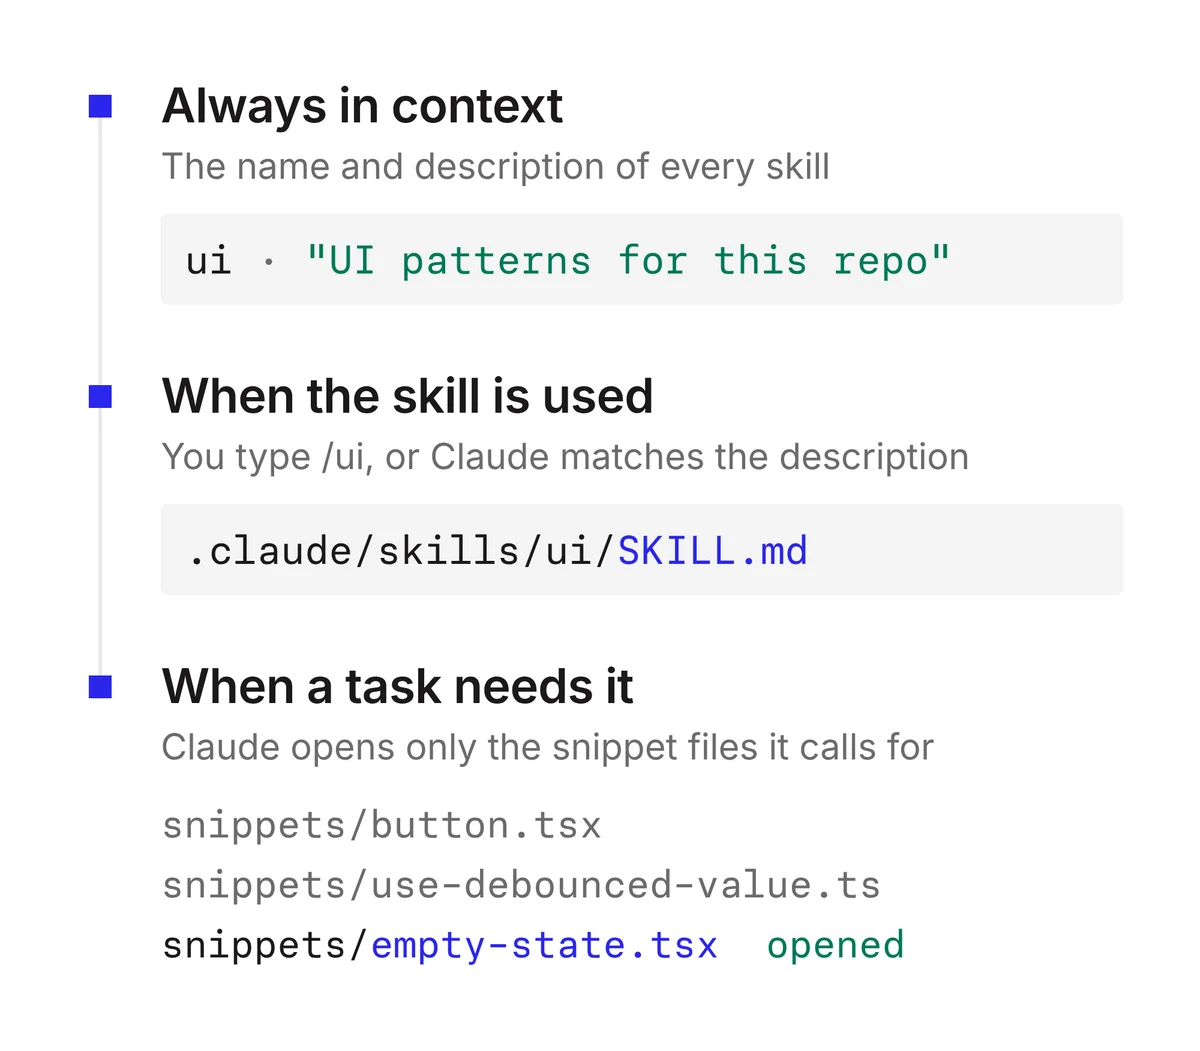 Always in context
The name and description of every skill
ui · "UI patterns for this repo"
When the skill is used
You type /ui, or Claude matches the description
.claude/skills/ui/SKILL.md
When a task needs it
Claude opens only the snippet files it calls for
snippets/button.tsx
snippets/use-debounced-value.ts
snippets/empty-state.tsx opened